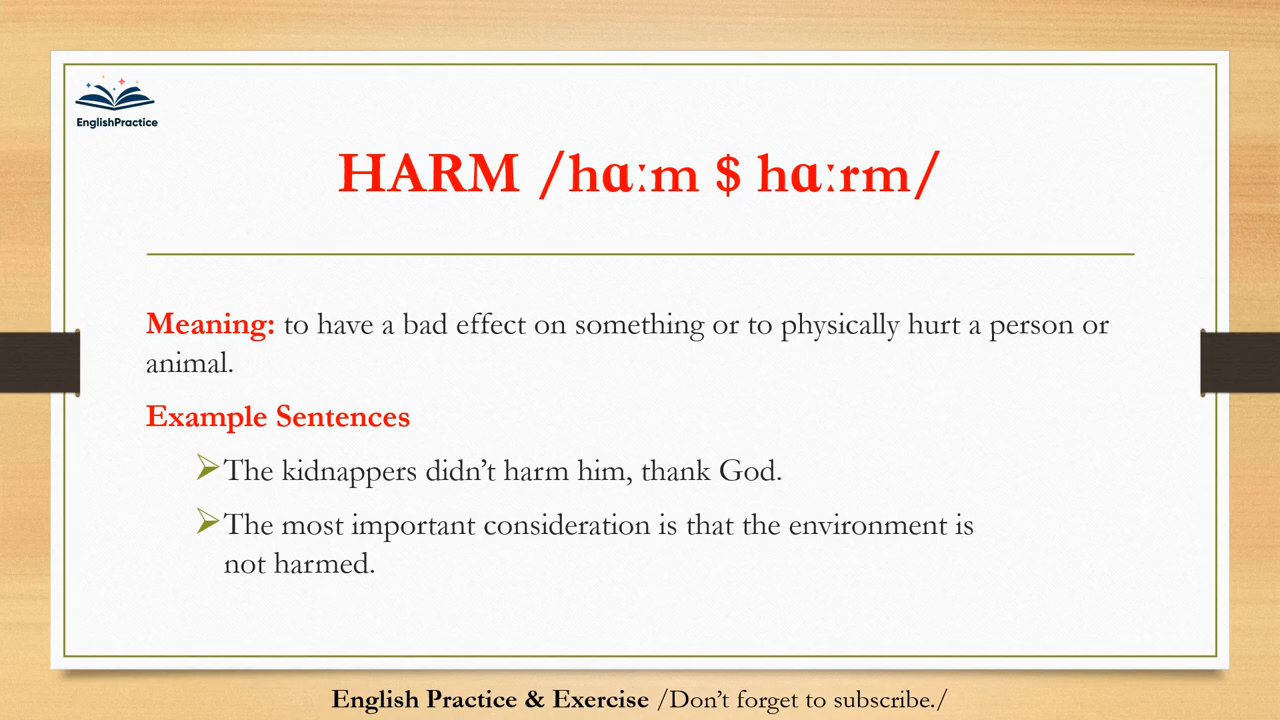 EnglishPractice
HARM /hɑːm $ hɑːrm/
Meaning: to have a bad effect on something or to physically hurt a person or
animal.
Example Sentences
The kidnappers didn’t harm him, thank God.
The most important consideration is that the environment is
not harmed.
English Practice & Exercise /Don’t forget to subscribe./